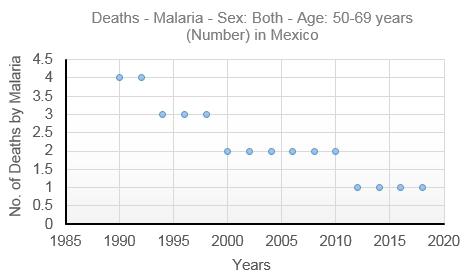 Deaths - Malaria - Sex: Both - Age: 50-69 years
(Number) in Mexico
No. of Deaths by Malaria
4.5
4
3.5
3
2.5
2
1.5
1
0.5
0
1985 1990 1995 2000 2005 2010 2015 2020
Years